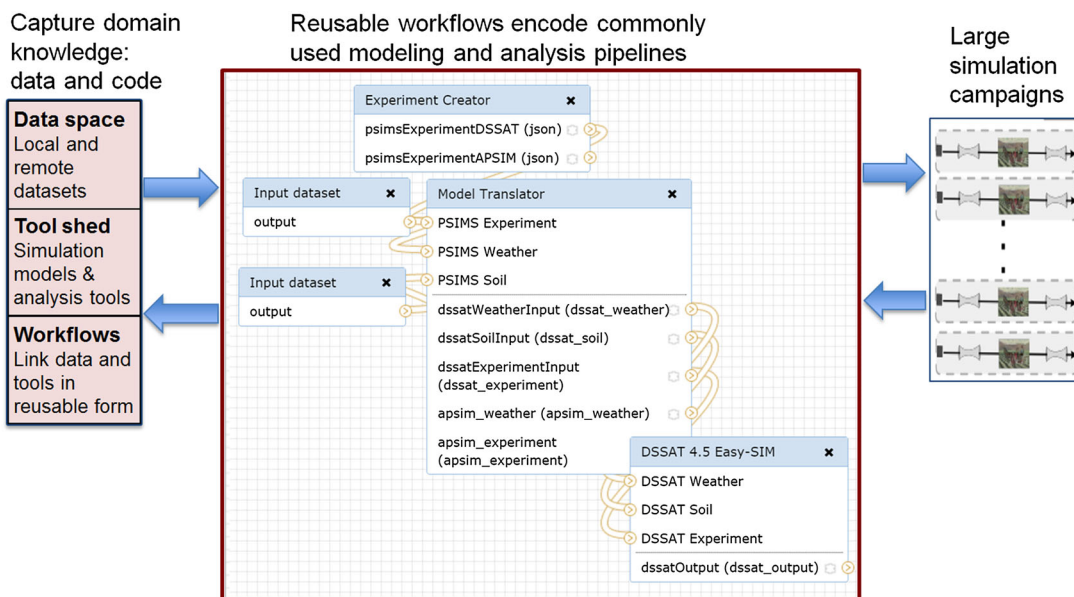 Capture domain
knowledge:
data and code
Data space
Local and
remote
datasets
Tool shed
Simulation
models &
analysis tools
Workflows
Link data and
tools in
reusable form
Reusable workflows encode commonly
used modeling and analysis pipelines
Experiment Creator
psimsExperimentDSSAT (json)
psimsExperimentAPSIM (json)
Input dataset
output
Input dataset
output
Model Translator
PSIMS Experiment
PSIMS Weather
PSIMS Soil
dssatWeatherInput (dssat_weather)
dssatSoilInput (dssat_soil)
dssatExperimentInput
(dssat_experiment)
apsim_weather (apsim_weather)
apsim_experiment
(apsim_experiment)
DSSAT 4.5 Easy-SIM
DSSAT Weather
DSSAT Soil
DSSAT Experiment
dssatOutput (dssat_output)
Large
simulation
campaigns